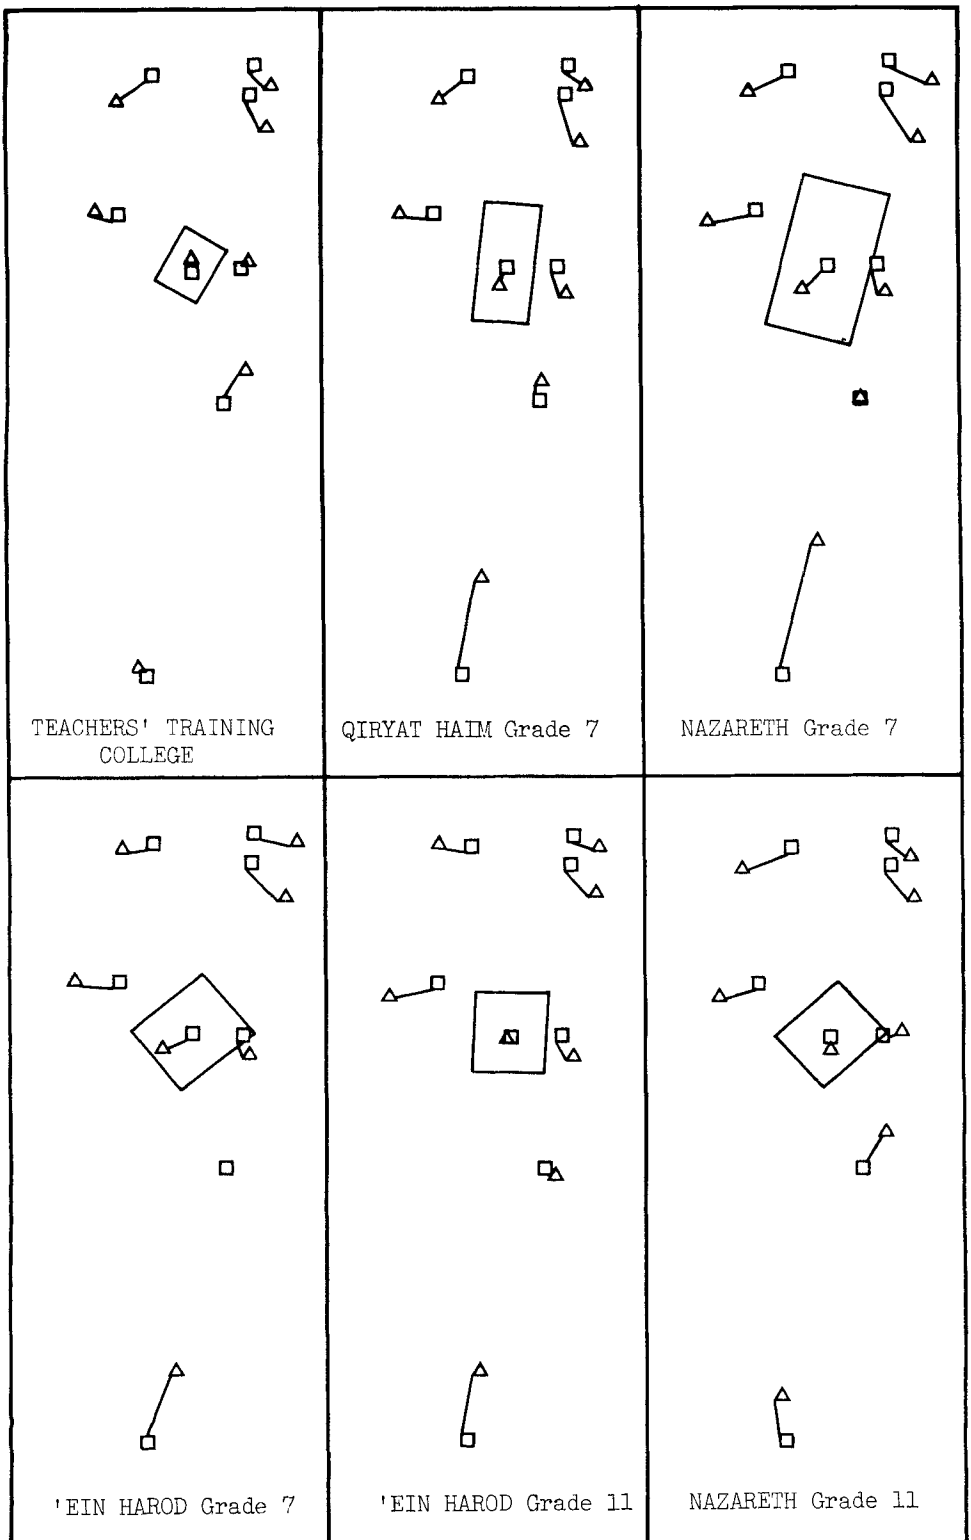 TEACHERS' TRAINING
COLLEGE
QIRYAT HAIM Grade 7
NAZARETH Grade 7
'EIN HAROD Grade 7
'EIN HAROD Grade 11
NAZARETH Grade 11